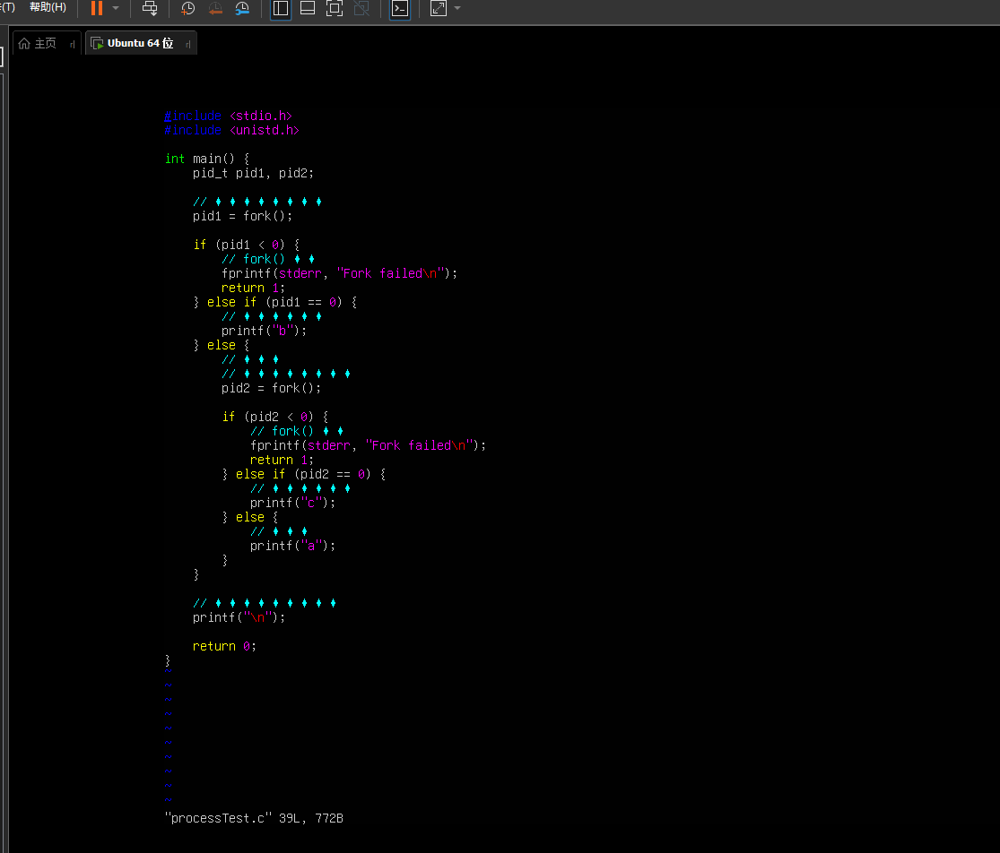 (T) 帮助(H)
主页
Ubuntu 64 位
#include <stdio.h>
#include <unistd.h>
int main() {
pid_t pid1, pid2;
// ♦ ♦ ♦ ♦ ♦ ♦ ♦ ♦
pid1 = fork();
if (pid1 < 0) {
// fork() ♦ ♦
fprintf(stderr, "Fork failed\n");
return 1;
} else if (pid1 == 0) {
// ♦ ♦ ♦ ♦ ♦ ♦
printf("b");
} else {
// ♦ ♦ ♦
// ♦ ♦ ♦ ♦ ♦ ♦ ♦ ♦
pid2 = fork();
if (pid2 < 0) {
// fork() ♦ ♦
fprintf(stderr, "Fork failed\n");
return 1;
} else if (pid2 == 0) {
// ♦ ♦ ♦ ♦ ♦ ♦
printf("c");
} else {
// ♦ ♦ ♦
printf("a");
}
}
// ♦ ♦ ♦ ♦ ♦ ♦ ♦ ♦ ♦
printf("\n");
return 0;
}
~
~
~
~
~
~
~
~
~
~
"processTest.c" 39L, 772B